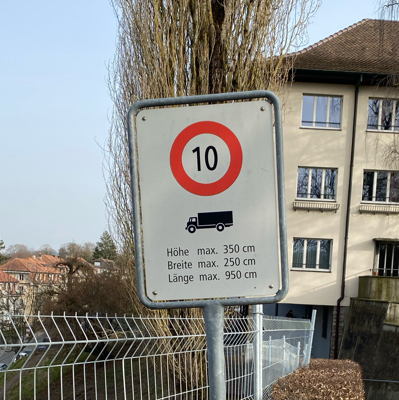 10
Höhe max. 350 cm
Breite max. 250 cm
Länge max. 950 cm